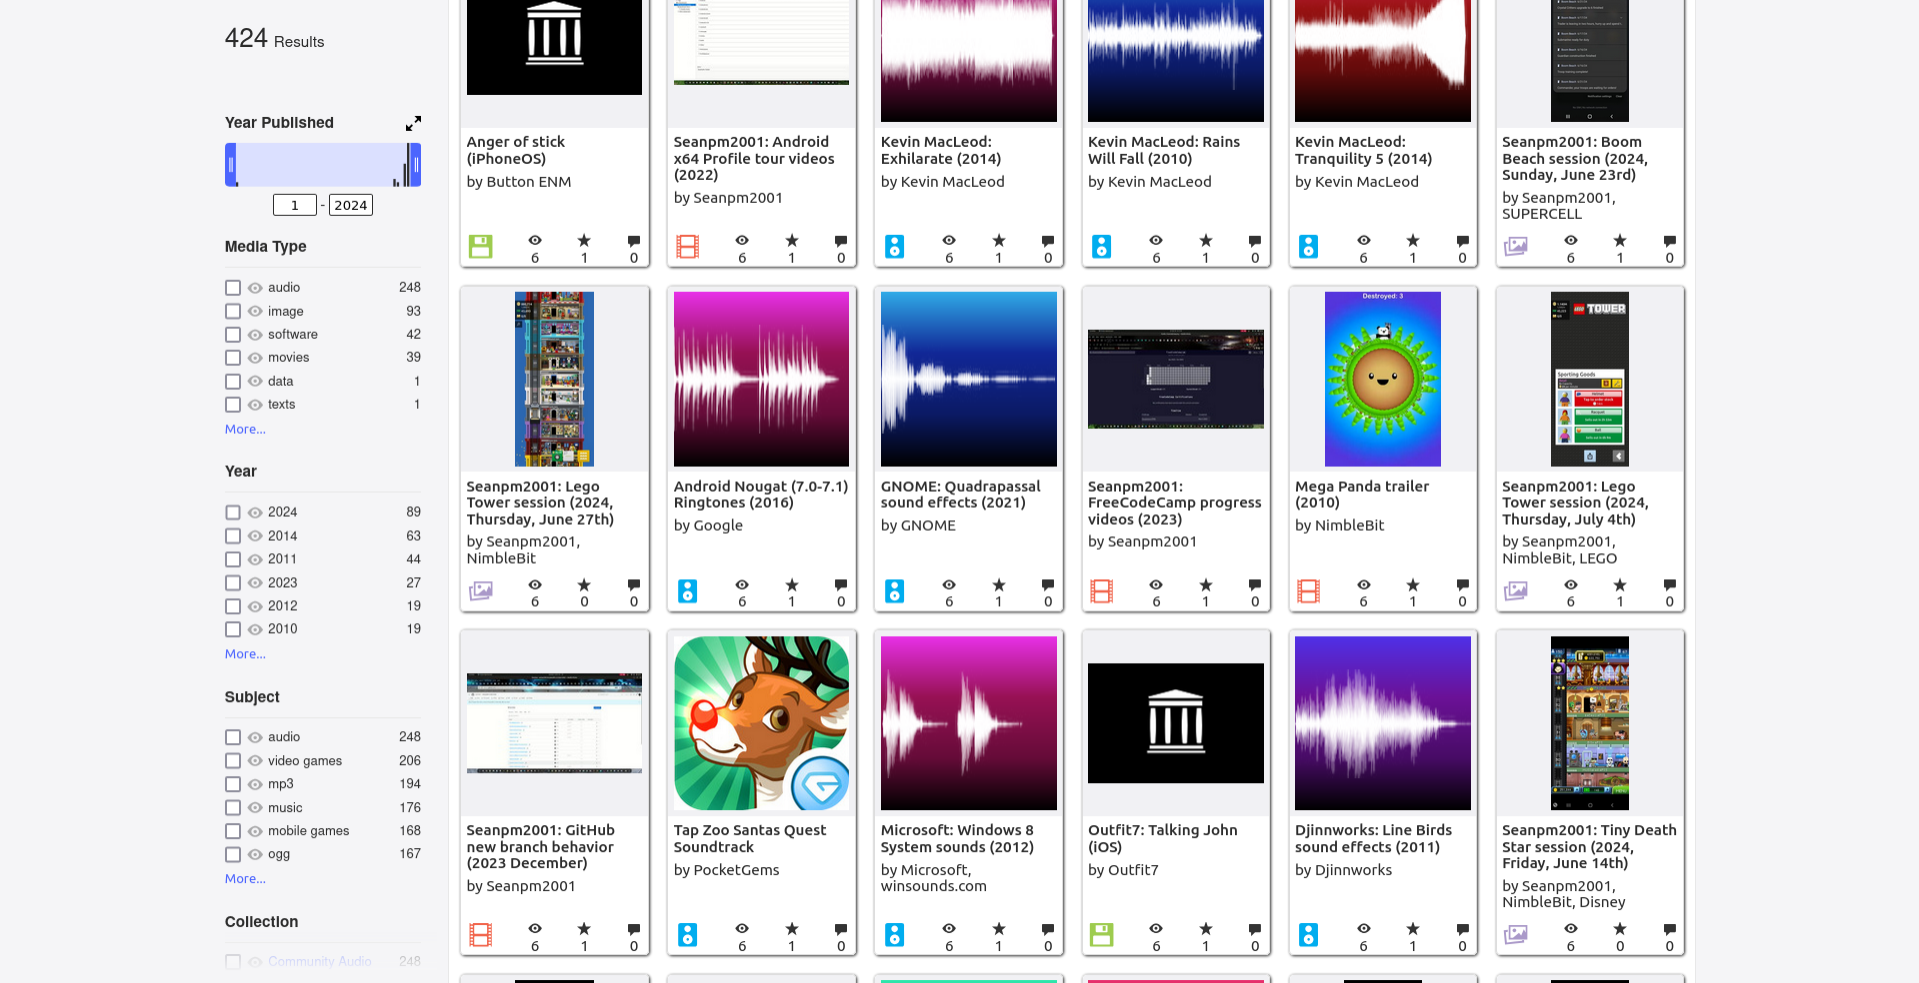 424 Results
Year Published
1 - 2024
Media Type
audio 248
image 93
software 42
movies 39
data 1
texts 1
More...
Year
2024 89
2014 63
2011 44
2023 27
2012 19
2010 19
More...
Subject
audio 248
video games 206
mp3 194
music 176
mobile games 168
ogg 167
More...
Collection
Community Audio 248
Anger of stick
(iPhoneOS)
by Button ENM
6 1 0
Seanpm2001: Android
x64 Profile tour videos
(2022)
by Seanpm2001
6 1 0
Kevin MacLeod:
Exhilarate (2014)
by Kevin MacLeod
6 1 0
Kevin MacLeod: Rains
Will Fall (2010)
by Kevin MacLeod
6 1 0
Kevin MacLeod:
Tranquility 5 (2014)
by Kevin MacLeod
6 1 0
Seanpm2001: Boom
Beach session (2024,
Sunday, June 23rd)
by Seanpm2001,
SUPERCELL
6 1 0
Seanpm2001: Lego
Tower session (2024,
Thursday, June 27th)
by Seanpm2001,
NimbleBit
6 0 0
Android Nougat (7.0-7.1)
Ringtones (2016)
by Google
6 1 0
GNOME: Quadrapassal
sound effects (2021)
by GNOME
6 1 0
Seanpm2001:
FreeCodeCamp progress
videos (2023)
by Seanpm2001
6 1 0
Destroyed: 3
Mega Panda trailer
(2010)
by NimbleBit
6 1 0
LEGO TOWER
Sporting Goods
Seanpm2001: Lego
Tower session (2024,
Thursday, July 4th)
by Seanpm2001,
NimbleBit, LEGO
6 1 0
Seanpm2001: GitHub
new branch behavior
(2023 December)
by Seanpm2001
6 1 0
Tap Zoo Santas Quest
Soundtrack
by PocketGems
6 1 0
Microsoft: Windows 8
System sounds (2012)
by Microsoft,
winsounds.com
6 1 0
Outfit7: Talking John
(iOS)
by Outfit7
6 1 0
Djinnworks: Line Birds
sound effects (2011)
by Djinnworks
6 1 0
Seanpm2001: Tiny Death
Star session (2024,
Friday, June 14th)
by Seanpm2001,
NimbleBit, Disney
6 0 0